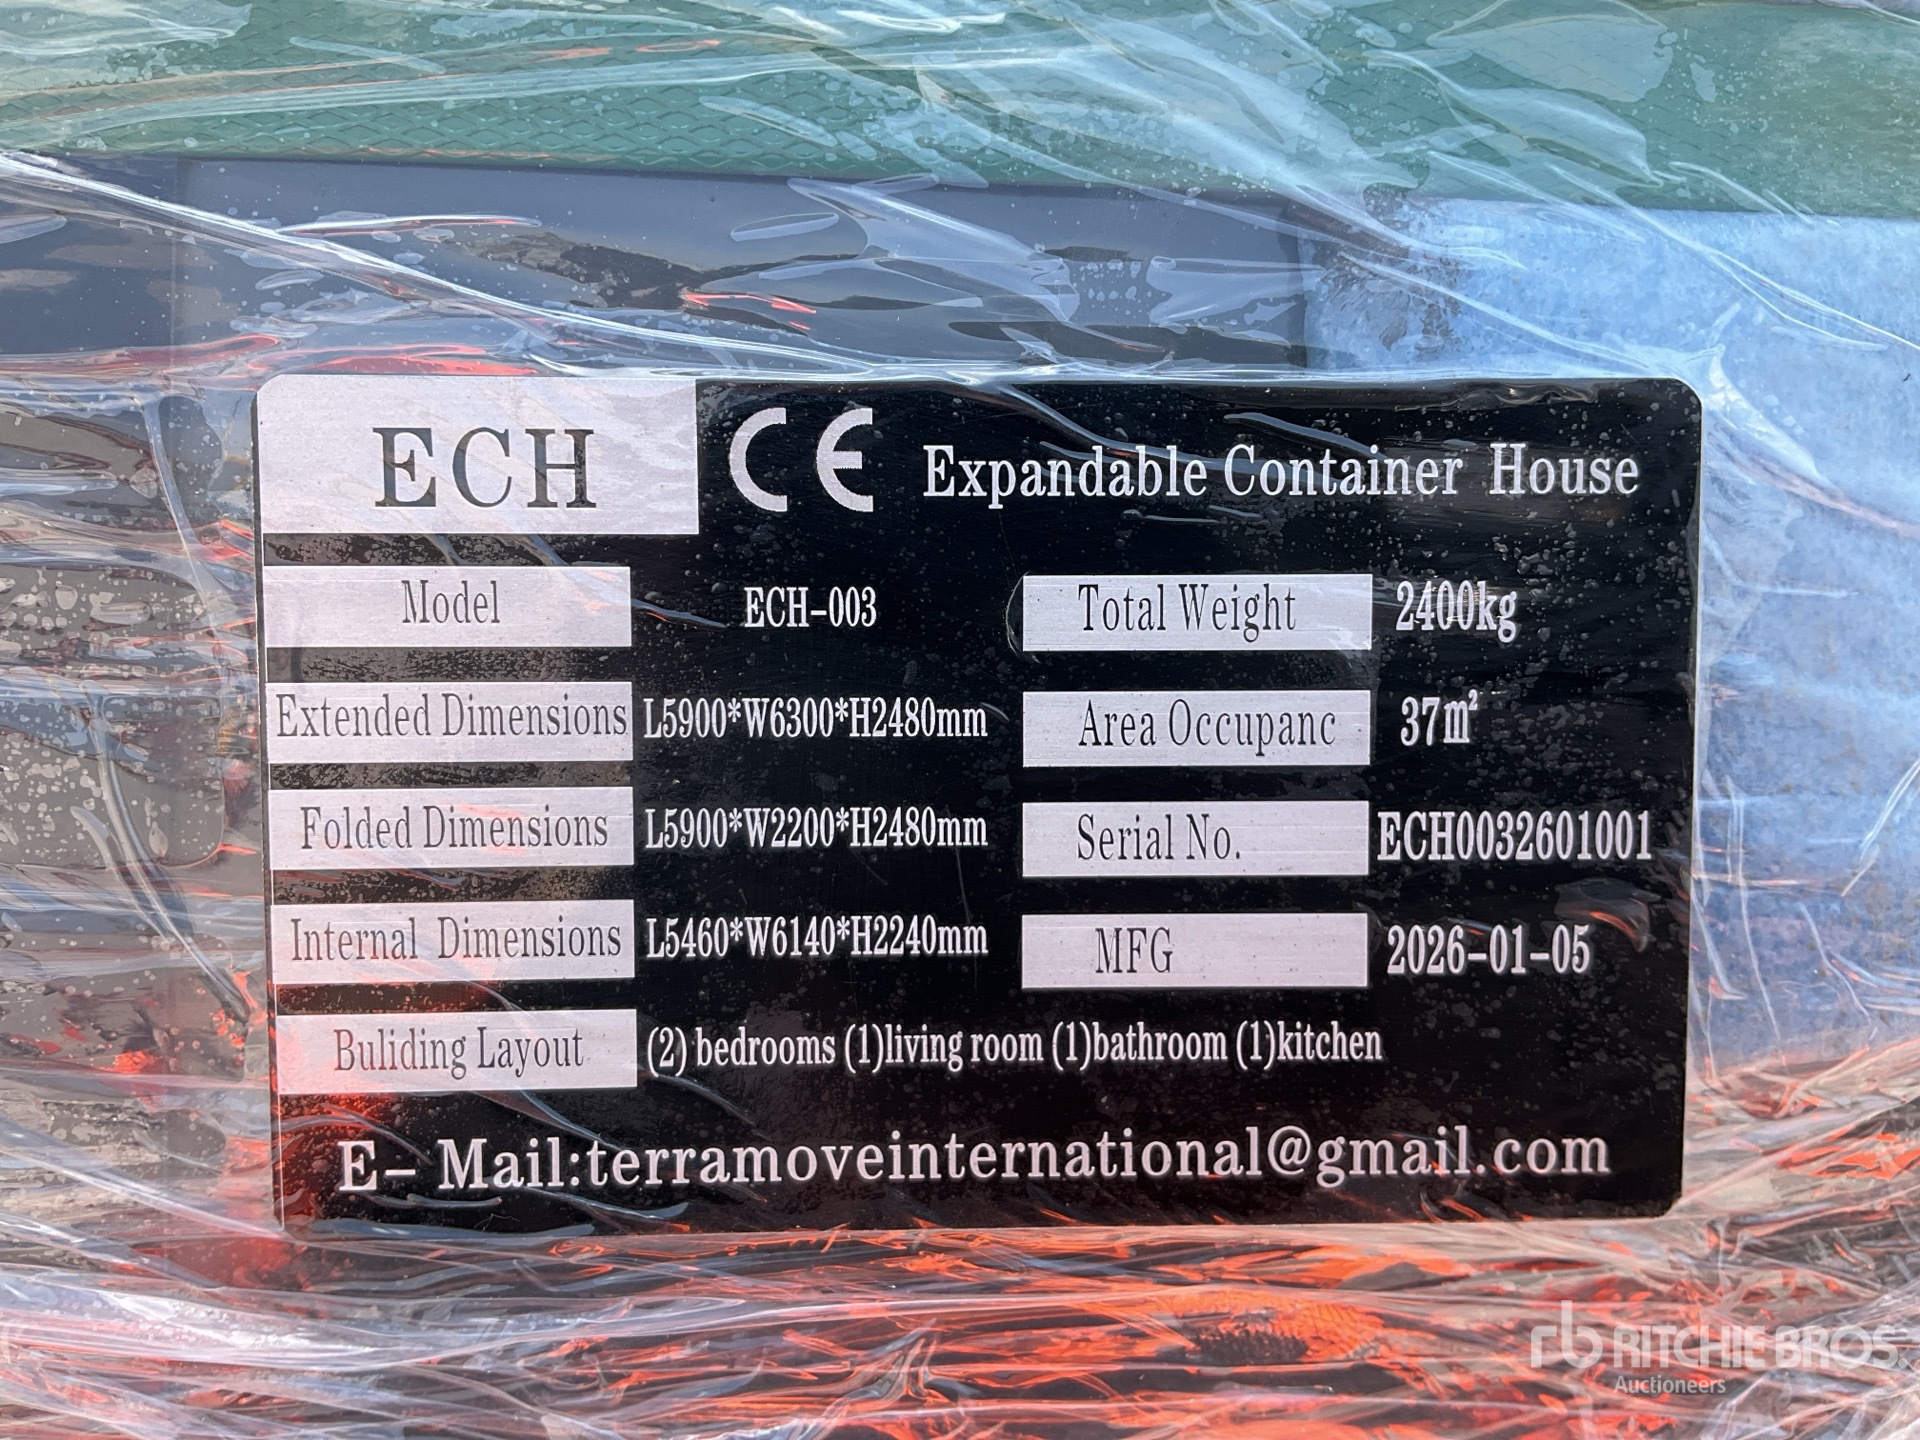 ECH CE Expandable Container House
Model ECH-003 Total Weight 2400kg
Extended Dimensions L5900*W6300*H2480mm Area Occupanc 37m²
Folded Dimensions L5900*W2200*H2480mm Serial No. ECH0032601001
Internal Dimensions L5460*W6140*H2240mm MFG 2026-01-05
Buliding Layout (2) bedrooms (1)living room (1)bathroom (1)kitchen
E- Mail:terramoveinternational@gmail.com
rb RITCHIE BROS
Auctioneers